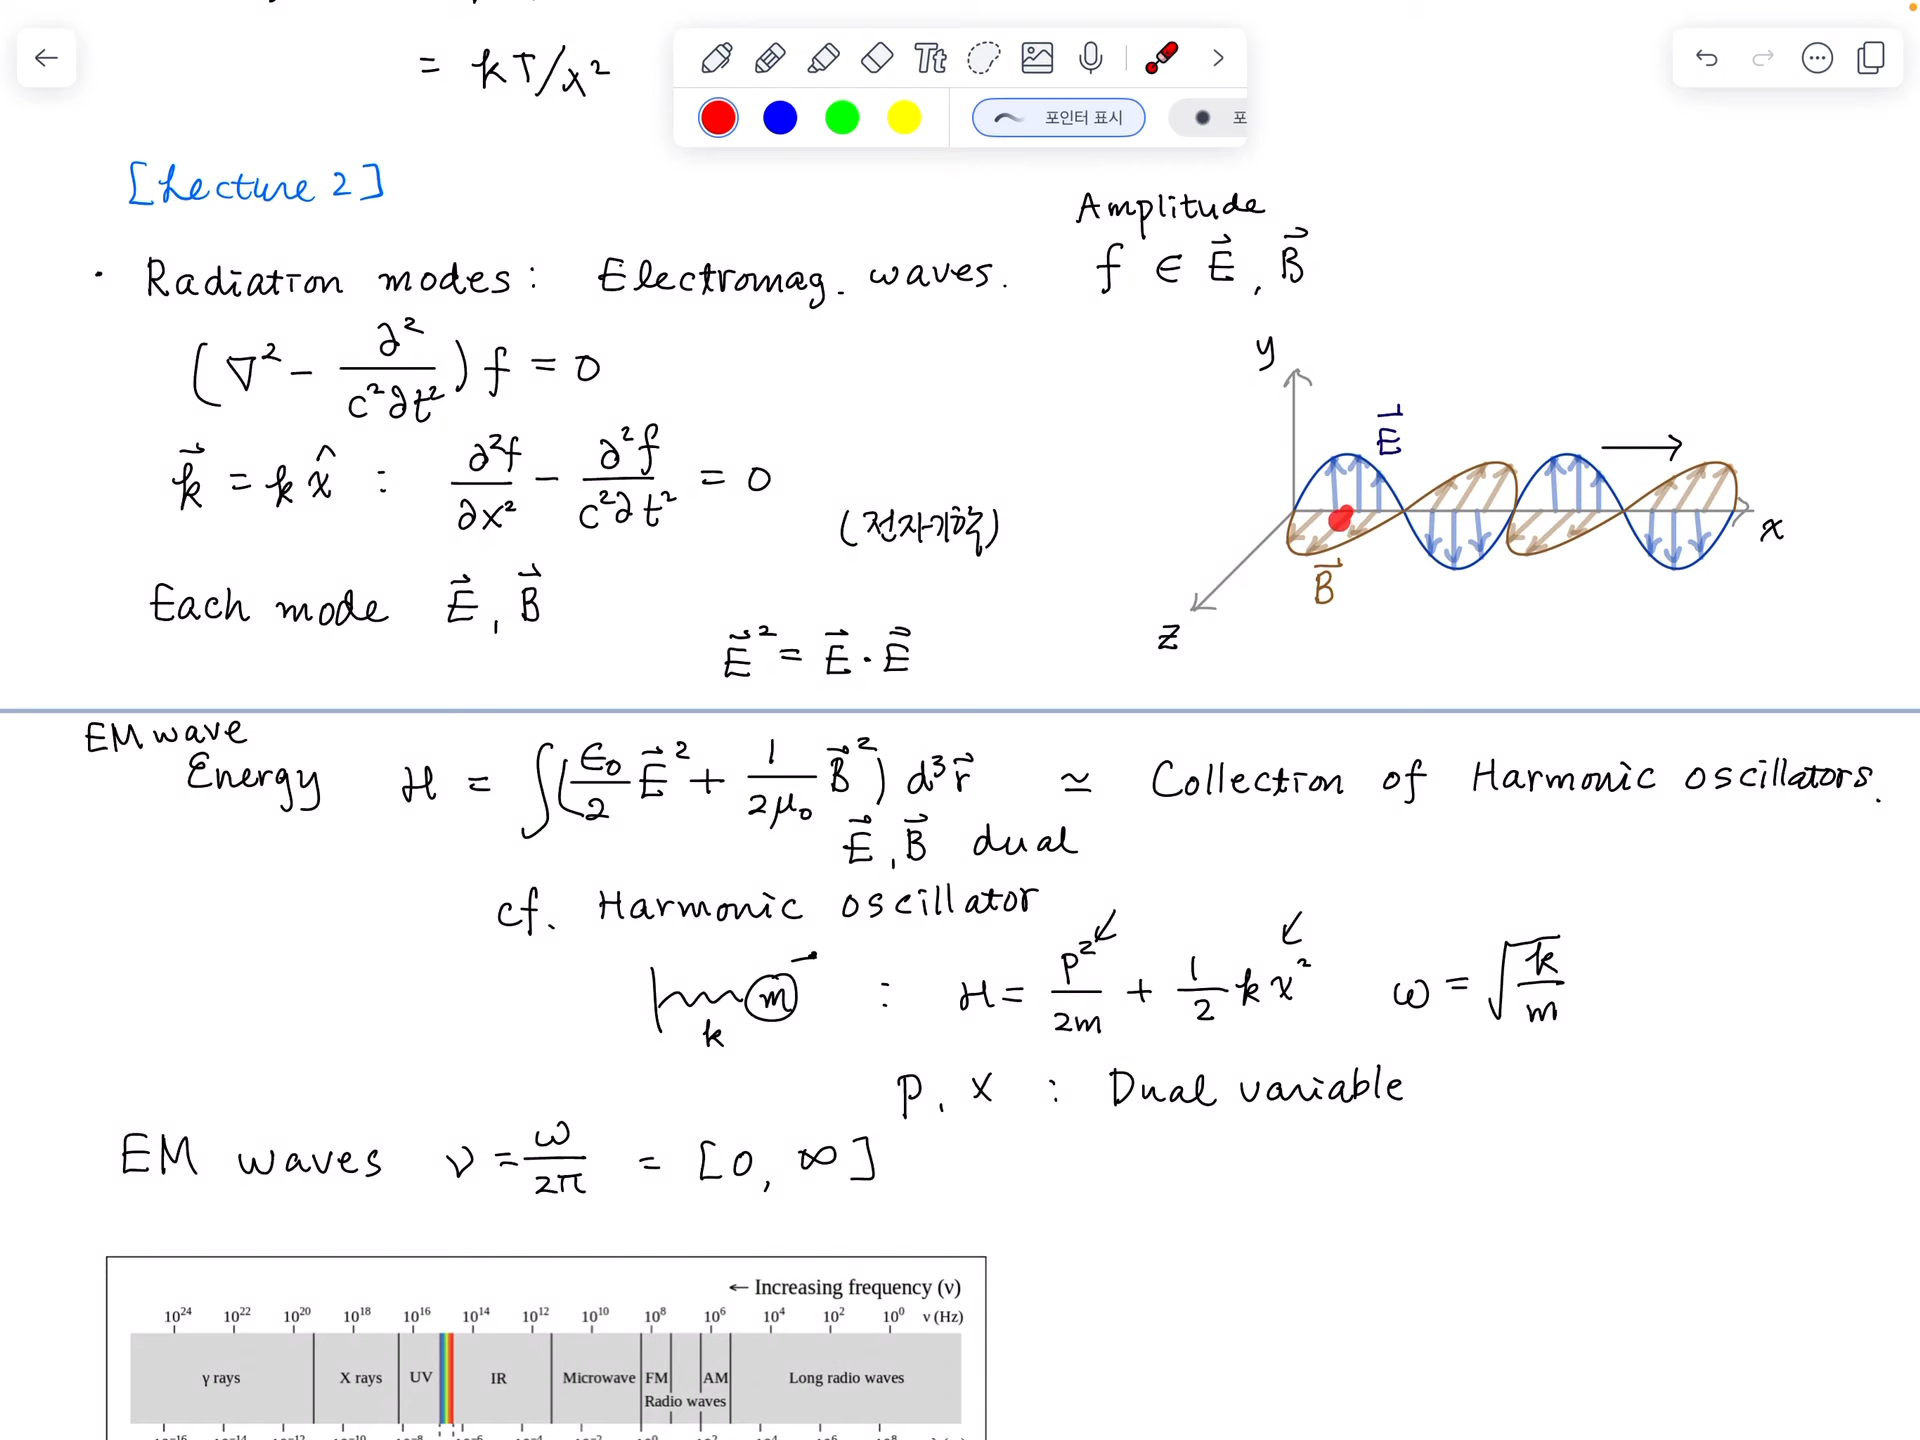 = kT/x²
포인터 표시
포
[Lecture 2]
Amplitude
· Radiation modes : Electromag. waves. f ∈ E⃗, B⃗
(∇² - ∂²/c²∂t²) f = 0
y
E⃗
k⃗ = k x̂ : ∂²f/∂x² - ∂²f/c²∂t² = 0
(전자기학)
x
B⃗
Each mode E⃗, B⃗
z
E⃗² = E⃗ · E⃗
EM wave
Energy H = ∫(ε₀/2 E⃗² + 1/2μ₀ B⃗²) d³r⃗ ≃ Collection of Harmonic oscillators.
E⃗, B⃗ dual
cf. Harmonic oscillator
m k : H = p²/2m + 1/2 k x² ω = √(k/m)
p, x : Dual variable
EM waves ν = ω/2π = [0, ∞]
← Increasing frequency (ν)
10²⁴ 10²² 10²⁰ 10¹⁸ 10¹⁶ 10¹⁴ 10¹² 10¹⁰ 10⁸ 10⁶ 10⁴ 10² 10⁰ ν (Hz)
γ rays X rays UV IR Microwave FM AM Long radio waves
Radio waves